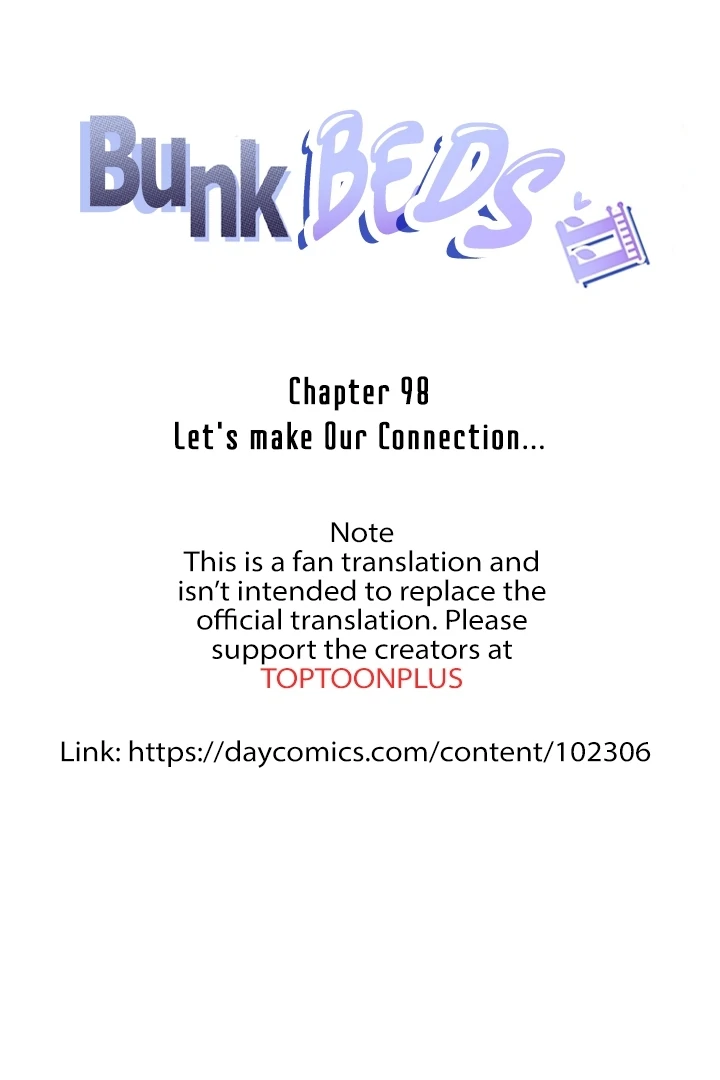 Bunk BEDS
Chapter 98
Let's make Our Connection...
Note
This is a fan translation and
isn’t intended to replace the
official translation. Please
support the creators at
TOPTOONPLUS
Link: https://daycomics.com/content/102306